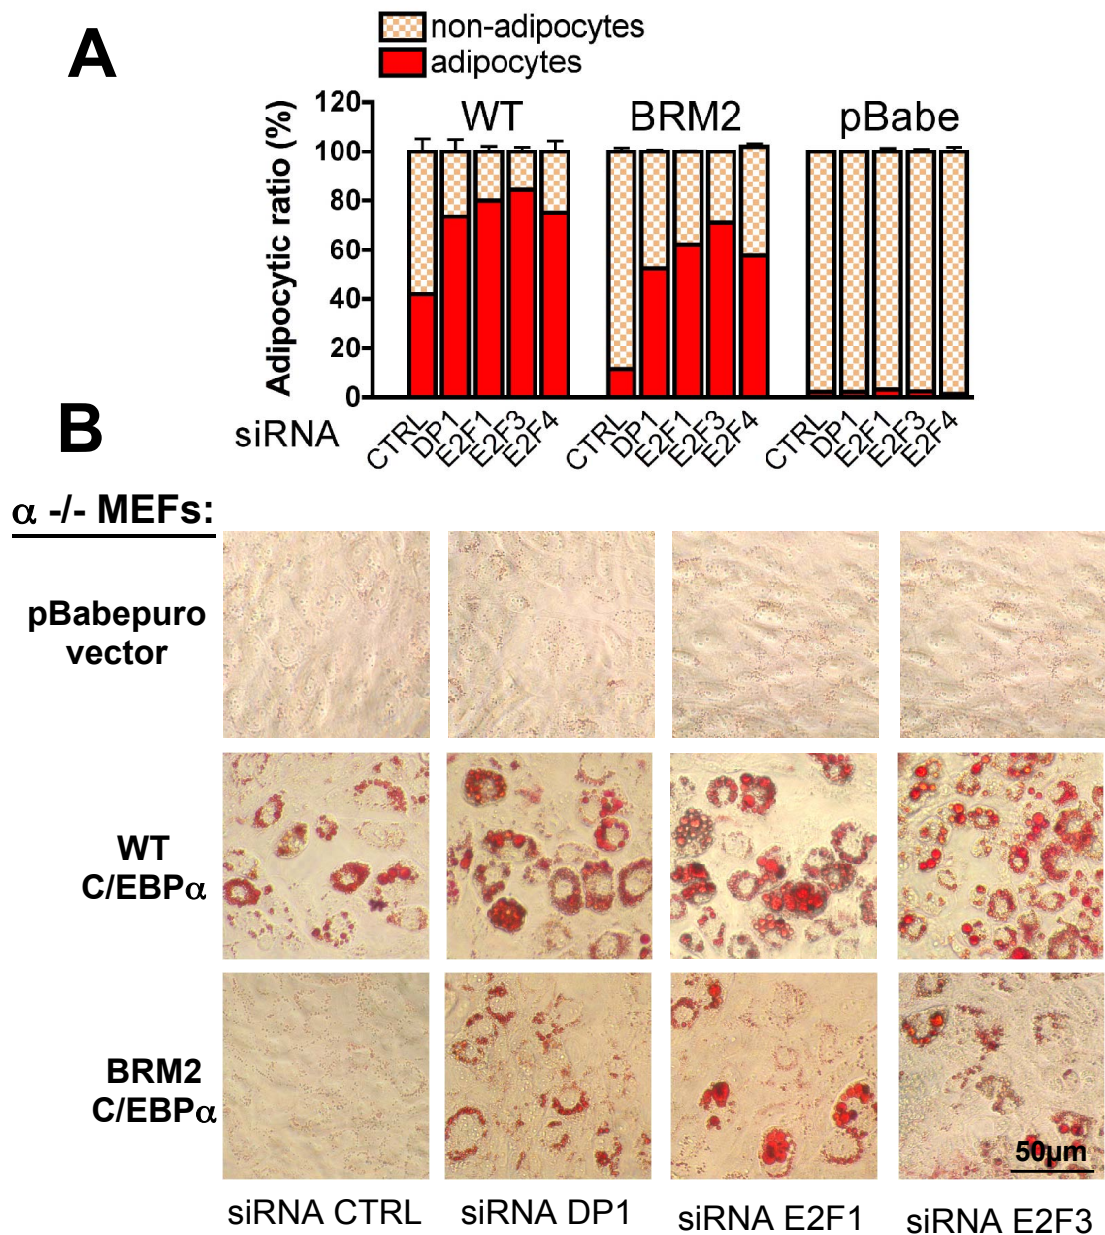 A
non-adipocytes
adipocytes
Adipocytic ratio (%)
120
100
80
60
40
20
0
WT BRM2 pBabe
siRNA
CTRL DP1 E2F1 E2F3 E2F4 CTRL DP1 E2F1 E2F3 E2F4 CTRL DP1 E2F1 E2F3 E2F4
B
α -/- MEFs:
pBabepuro
vector
WT
C/EBPα
BRM2
C/EBPα
50μm
siRNA CTRL siRNA DP1 siRNA E2F1 siRNA E2F3